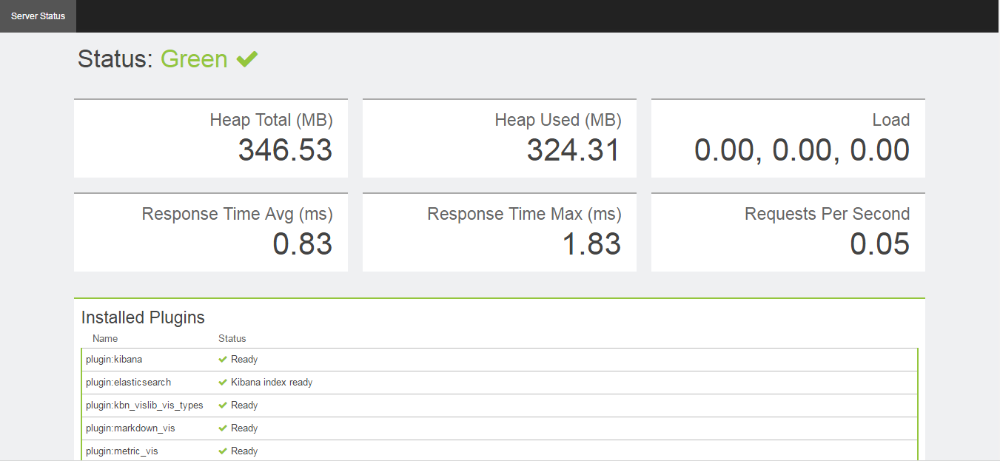 Server Status
Status: Green
Heap Total (MB)
346.53
Heap Used (MB)
324.31
Load
0.00, 0.00, 0.00
Response Time Avg (ms)
0.83
Response Time Max (ms)
1.83
Requests Per Second
0.05
Installed Plugins
Name Status
plugin:kibana Ready
plugin:elasticsearch Kibana index ready
plugin:kbn_vislib_vis_types Ready
plugin:markdown_vis Ready
plugin:metric_vis Ready